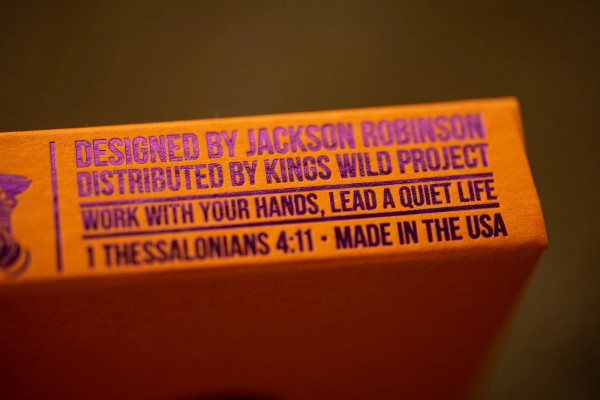 DESIGNED BY JACKSON ROBINSON
DISTRIBUTED BY KINGS WILD PROJECT
WORK WITH YOUR HANDS, LEAD A QUIET LIFE
1 THESSALONIANS 4:11 · MADE IN THE USA